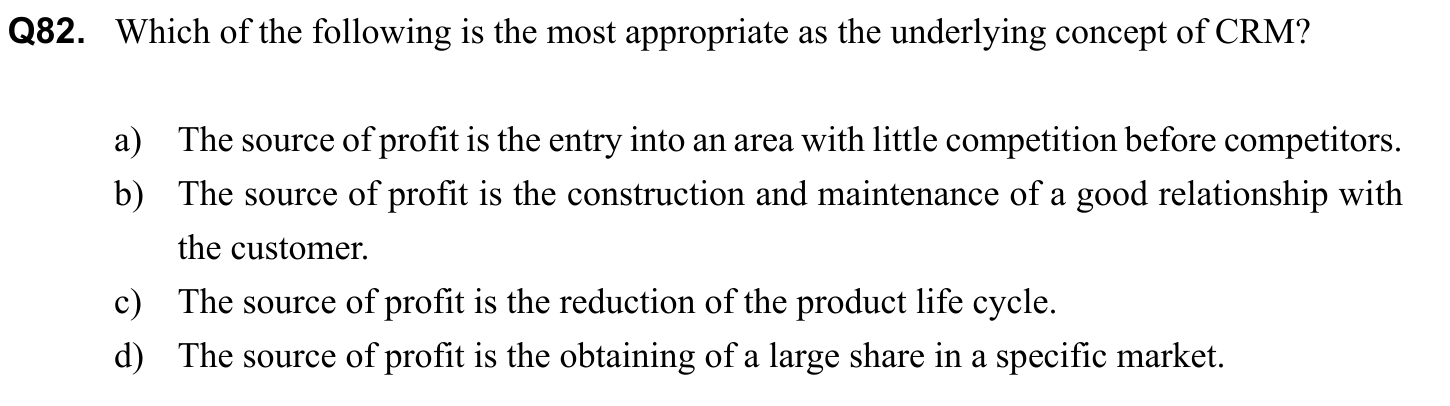 Q82. Which of the following is the most appropriate as the underlying concept of CRM?
a) The source of profit is the entry into an area with little competition before competitors.
b) The source of profit is the construction and maintenance of a good relationship with
the customer.
c) The source of profit is the reduction of the product life cycle.
d) The source of profit is the obtaining of a large share in a specific market.